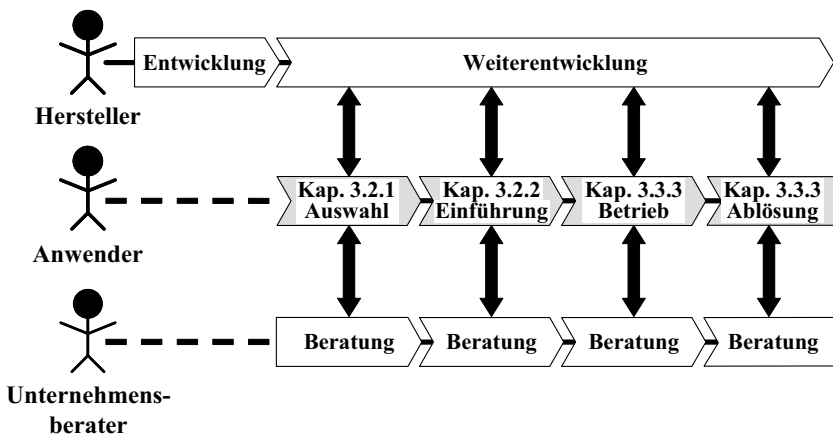 Entwicklung
Weiterentwicklung
Hersteller
Kap. 3.2.1
Auswahl
Kap. 3.2.2
Einführung
Kap. 3.3.3
Betrieb
Kap. 3.3.3
Ablösung
Anwender
Beratung
Beratung
Beratung
Beratung
Unternehmens-
berater